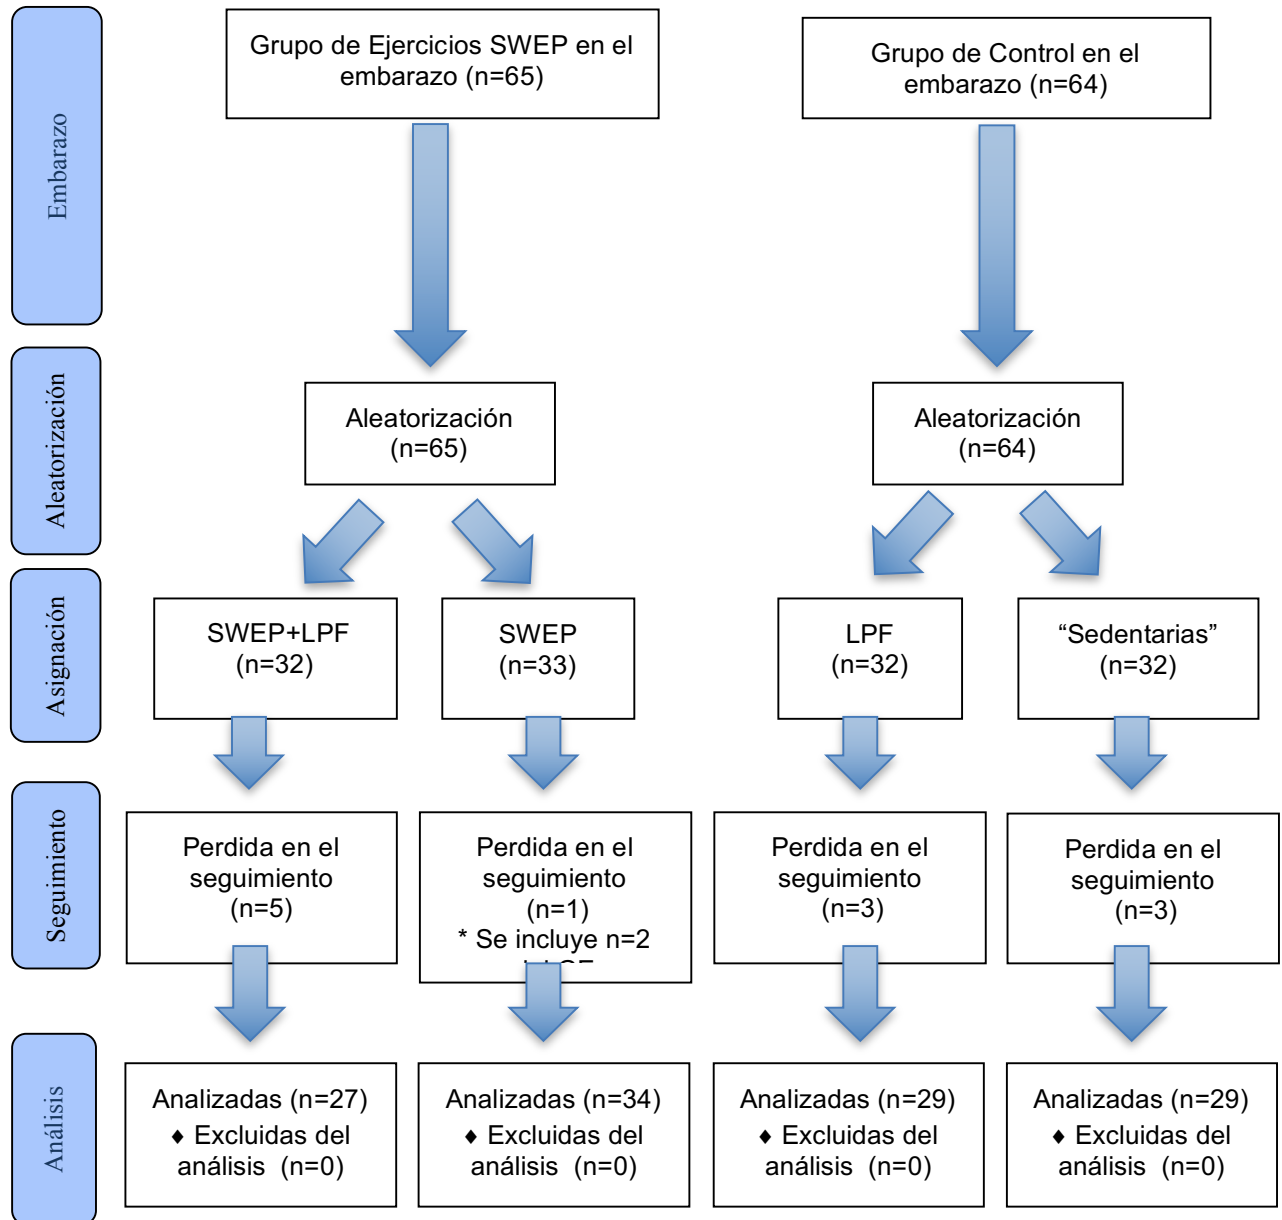 Embarazo
Grupo de Ejercicios SWEP en el
embarazo (n=65)
Grupo de Control en el
embarazo (n=64)
Aleatorización
Aleatorización
(n=65)
Aleatorización
(n=64)
Asignación
SWEP+LPF
(n=32)
SWEP
(n=33)
LPF
(n=32)
“Sedentarias”
(n=32)
Seguimiento
Perdida en el
seguimiento
(n=5)
Perdida en el
seguimiento
(n=1)
* Se incluye n=2
Perdida en el
seguimiento
(n=3)
Perdida en el
seguimiento
(n=3)
Análisis
Analizadas (n=27)
♦ Excluidas del
análisis (n=0)
Analizadas (n=34)
♦ Excluidas del
análisis (n=0)
Analizadas (n=29)
♦ Excluidas del
análisis (n=0)
Analizadas (n=29)
♦ Excluidas del
análisis (n=0)